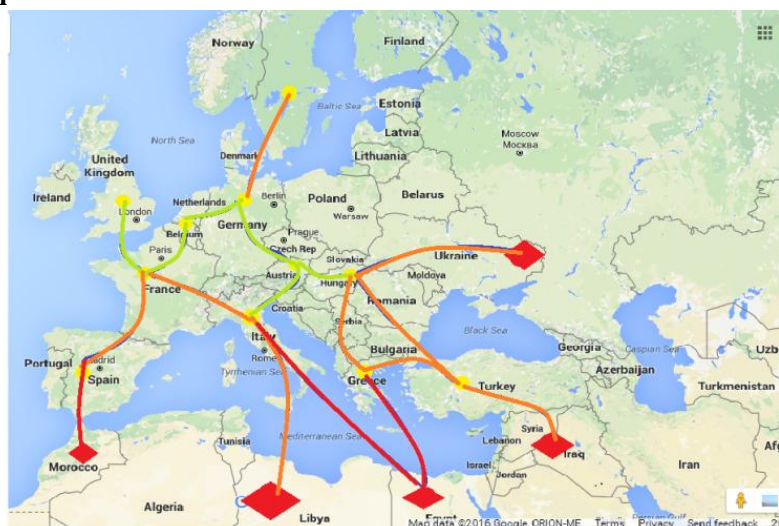 Norway
Finland
Baltic Sea
Estonia
Latvia
Moscow
Москва
North Sea
Denmark
Lithuania
United
Kingdom
Ireland
London
Netherlands
Berlin
Poland
Warsaw
Belarus
Germany
Belgium
Prague
Czech Rep
Paris
Slovakia
Ukraine
Austria
Hungary
Moldova
France
Romania
Croatia
Serbia
Italy
Rome
Black Sea
Bulgaria
Georgia
Caspian Sea
Uzb
Azerbaijan
Portugal
Madrid
Spain
Tyrrhenian Sea
Greece
Turkey
Turkmenistan
Mediterranean Sea
Tunisia
Syria
Lebanon
Iraq
Iran
Israel
Jordan
Morocco
Algeria
Libya
Egypt
Map data ©2016 Google, ORION-ME
Terms
Privacy
Send feedback